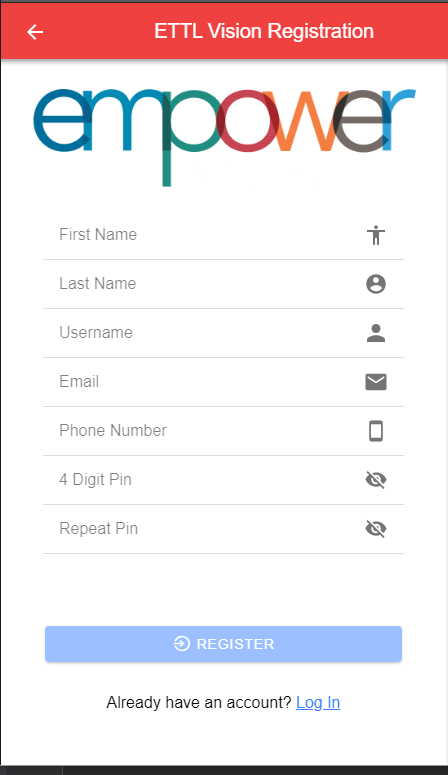 ETTL Vision Registration
empower
First Name
Last Name
Username
Email
Phone Number
4 Digit Pin
Repeat Pin
REGISTER
Already have an account? Log In